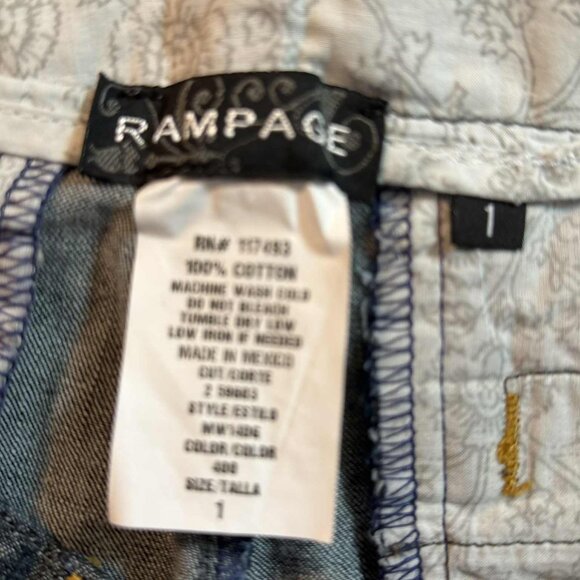 RAMPAGE
1
RN# 117493
100% COTTON
MACHINE WASH COLD
DO NOT BLEACH
TUMBLE DRY LOW
LOW IRON IF NEEDED
MADE IN MEXICO
CUT/CORTE
STYLE/ESTILO
COLOR/COLOR
400
SIZE/TALLA
1